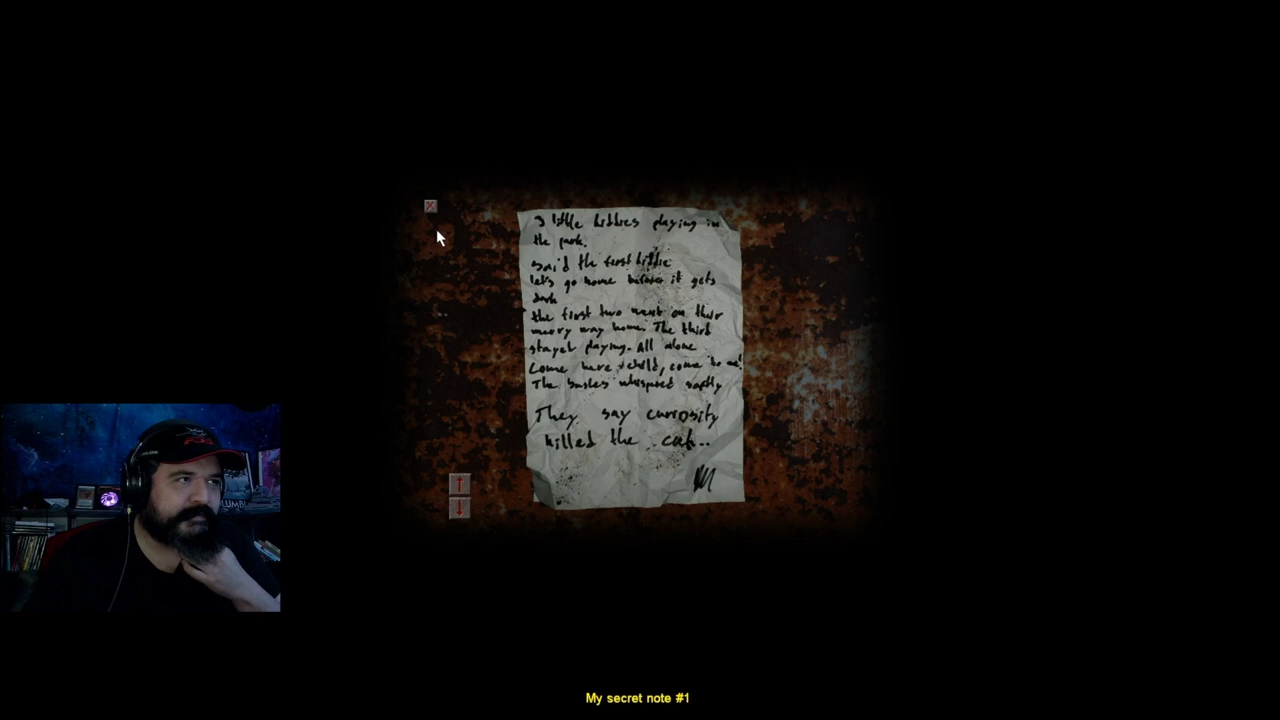 3 little kiddies playing in
the park.
said the first kiddie
let's go home before it gets
dark
the first two went on their
merry way home. The third
stayed playing. All alone
Come here child, come to me!
The bushes whispered softly
They say curiosity
killed the cat..
My secret note #1